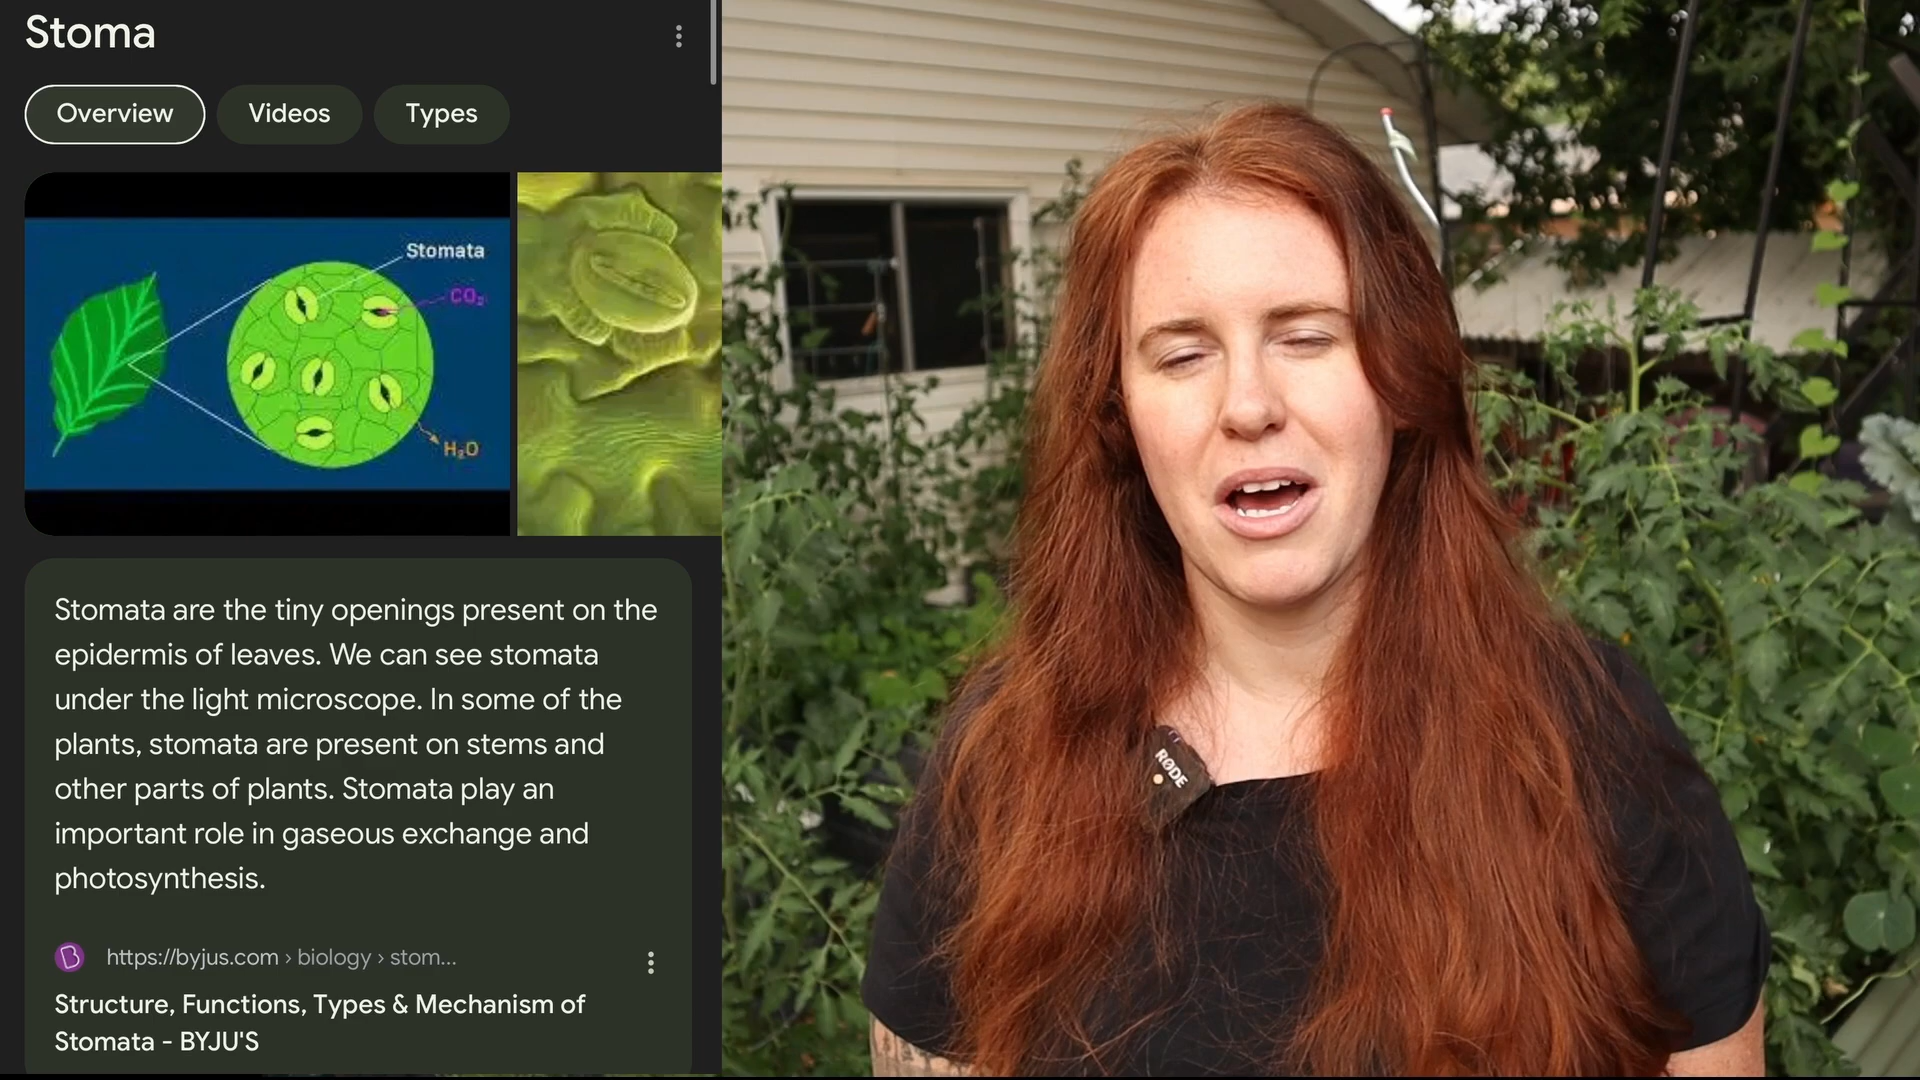 Stoma
Overview
Videos
Types
Stomata
CO₂
H₂O
Stomata are the tiny openings present on the
epidermis of leaves. We can see stomata
under the light microscope. In some of the
plants, stomata are present on stems and
other parts of plants. Stomata play an
important role in gaseous exchange and
photosynthesis.
https://byjus.com › biology › stom...
Structure, Functions, Types & Mechanism of
Stomata - BYJU'S
RØDE